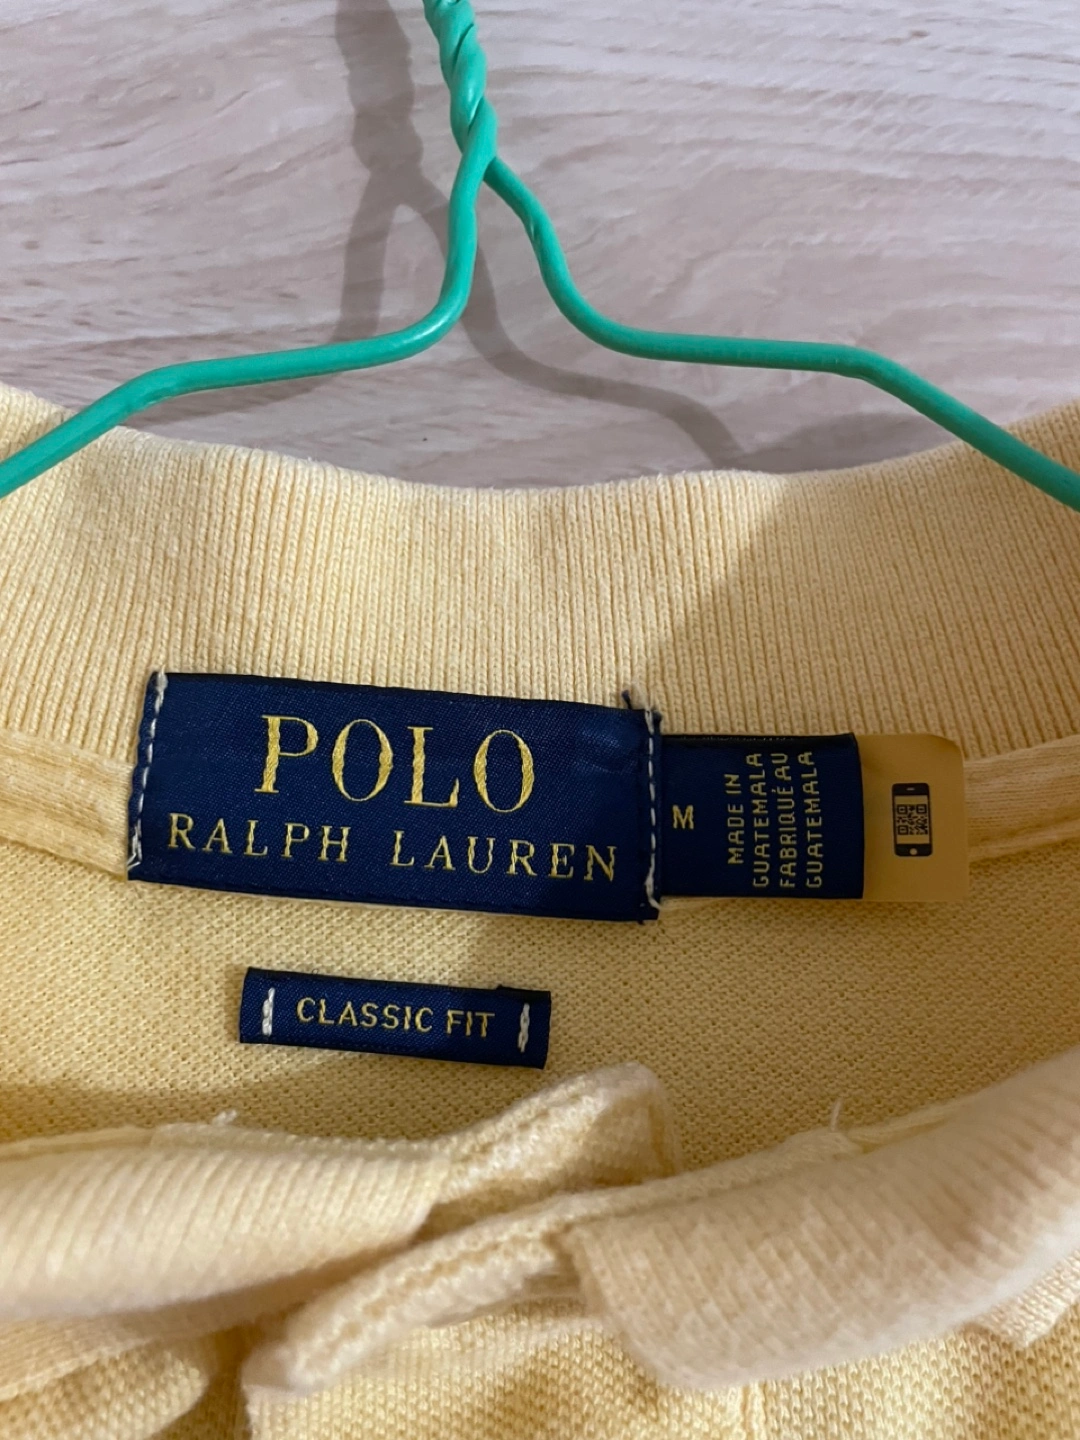 POLO
RALPH LAUREN
M
MADE IN
GUATEMALA
FABRIQUÉ AU
GUATEMALA
CLASSIC FIT